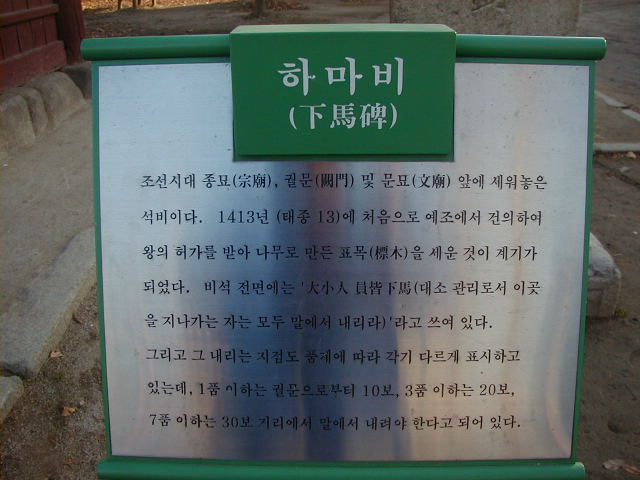 하마비
(下馬碑)
조선시대 종묘(宗廟), 궐문(闕門) 및 문묘(文廟) 앞에 세워놓은
석비이다. 1413년 (태종 13)에 처음으로 예조에서 건의하여
왕의 허가를 받아 나무로 만든 표목(標木)을 세운 것이 계기가
되었다. 비석 전면에는 '大小人 員皆下馬(대소 관리로서 이곳
을 지나가는 자는 모두 말에서 내리라)'라고 쓰여 있다.
그리고 그 내리는 지점도 품계에 따라 각기 다르게 표시하고
있는데, 1품 이하는 궐문으로부터 10보, 3품 이하는 20보,
7품 이하는 30보 거리에서 말에서 내려야 한다고 되어 있다.